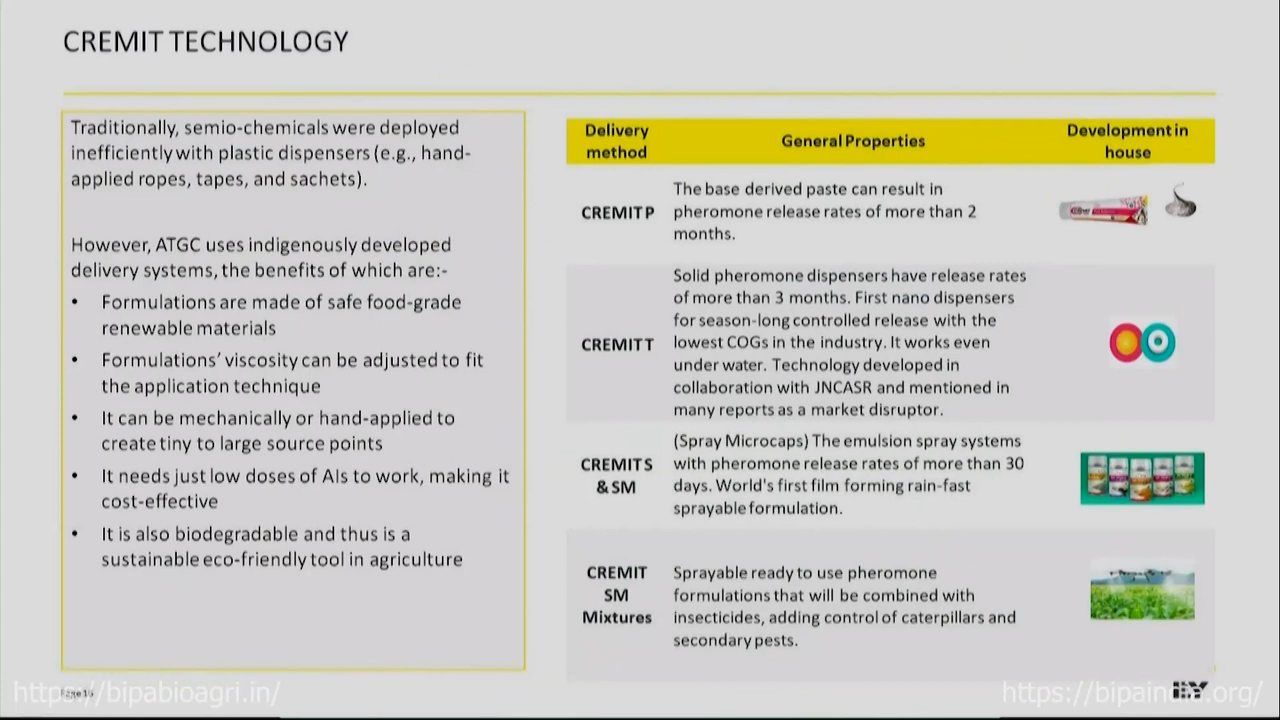 CREMIT TECHNOLOGY
Traditionally, semio-chemicals were deployed
inefficiently with plastic dispensers (e.g., hand-
applied ropes, tapes, and sachets).
However, ATGC uses indigenously developed
delivery systems, the benefits of which are:-
• Formulations are made of safe food-grade
renewable materials
• Formulations’ viscosity can be adjusted to fit
the application technique
• It can be mechanically or hand-applied to
create tiny to large source points
• It needs just low doses of AIs to work, making it
cost-effective
• It is also biodegradable and thus is a
sustainable eco-friendly tool in agriculture
Delivery
method
General Properties
Development in
house
CREMIT P
The base derived paste can result in
pheromone release rates of more than 2
months.
CREMIT T
Solid pheromone dispensers have release rates
of more than 3 months. First nano dispensers
for season-long controlled release with the
lowest COGs in the industry. It works even
under water. Technology developed in
collaboration with JNCASR and mentioned in
many reports as a market disruptor.
CREMIT S
& SM
(Spray Microcaps) The emulsion spray systems
with pheromone release rates of more than 30
days. World's first film forming rain-fast
sprayable formulation.
CREMIT
SM
Mixtures
Sprayable ready to use pheromone
formulations that will be combined with
insecticides, adding control of caterpillars and
secondary pests.
https://bipabioagri.in/
https://bipaindia.org/
EY